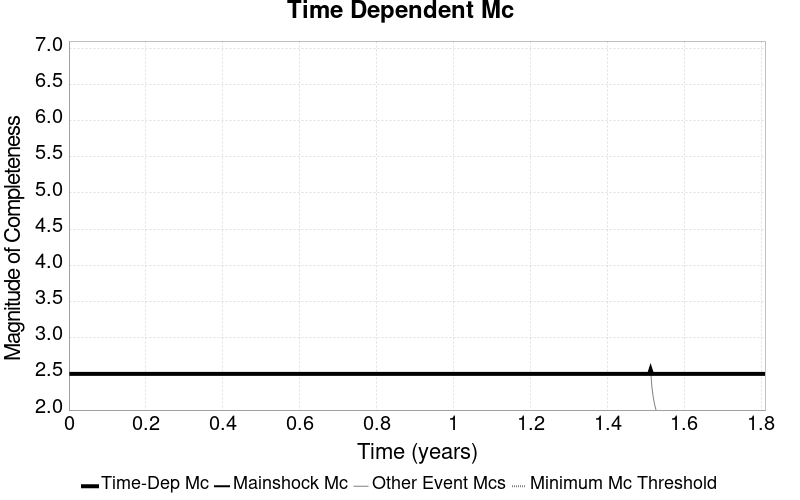 Time Dependent Mc
Magnitude of Completeness
7.0
6.5
6.0
5.5
5.0
4.5
4.0
3.5
3.0
2.5
2.0
0 0.2 0.4 0.6 0.8 1 1.2 1.4 1.6 1.8
Time (years)
Time-Dep Mc Mainshock Mc Other Event Mcs Minimum Mc Threshold